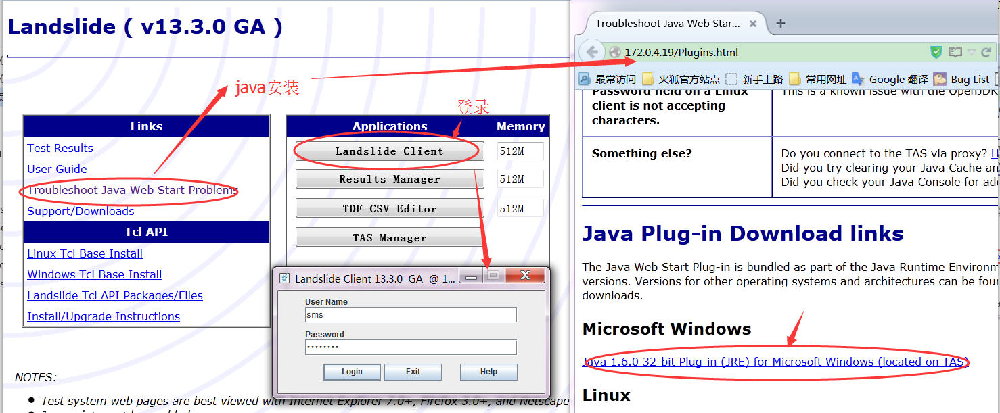 Landslide ( v13.3.0 GA )
java安装
登录
Links
Test Results
User Guide
Troubleshoot Java Web Start Problems
Support/Downloads
Tcl API
Linux Tcl Base Install
Windows Tcl Base Install
Landslide Tcl API Packages/Files
Install/Upgrade Instructions
Applications Memory
Landslide Client 512M
Results Manager 512M
TDF-CSV Editor 512M
TAS Manager
Landslide Client 13.3.0 GA @ 1...
User Name
sms
Password
••••••••
Login Exit Help
NOTES:
• Test system web pages are best viewed with Internet Explorer 7.0+, Firefox 3.0+, and Netscape
Troubleshoot Java Web Star... × +
172.0.4.19/Plugins.html
最常访问 火狐官方站点 新手上路 常用网址 Google 翻译 Bug List
Password field on a Linux
client is not accepting
characters.
This is a known issue with the OpenJDK
Something else?
Do you connect to the TAS via proxy? H
Did you try clearing your Java Cache an
Did you check your Java Console for add
Java Plug-in Download links
The Java Web Start Plug-in is bundled as part of the Java Runtime Environm
versions. Versions for other operating systems and architectures can be four
downloads.
Microsoft Windows
Java 1.6.0 32-bit Plug-in (JRE) for Microsoft Windows (located on TAS)
Linux